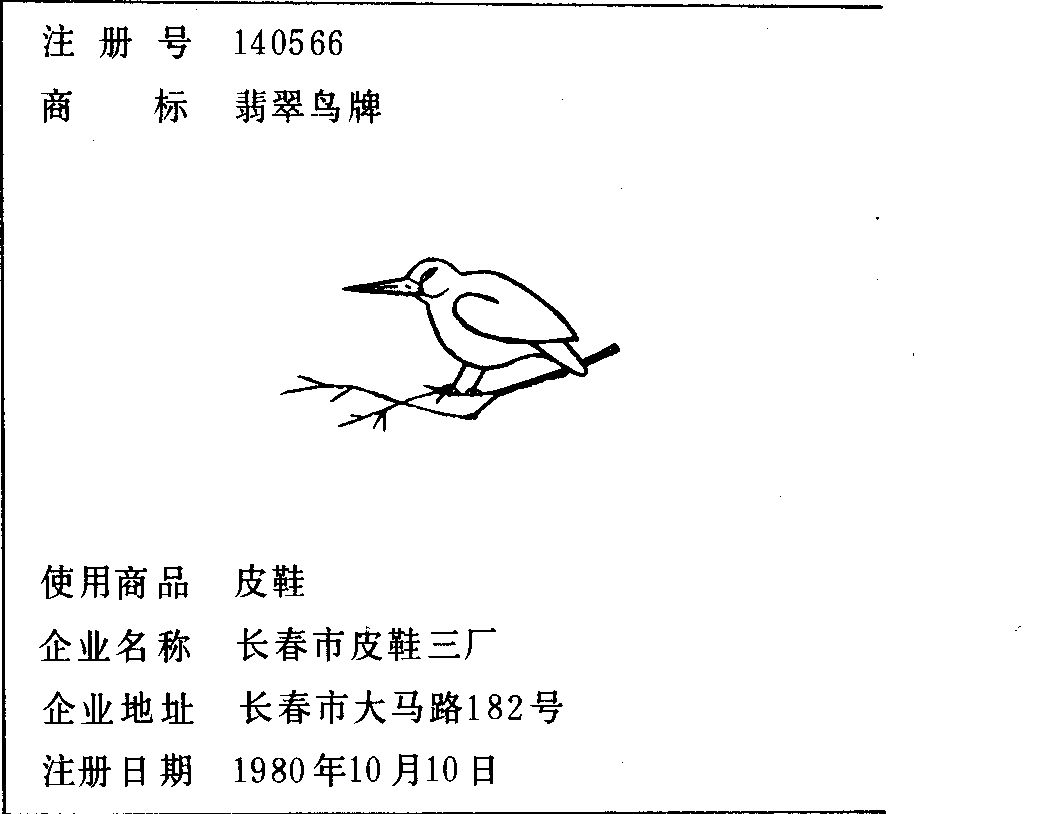 注册号 140566
商标 翡翠鸟牌
使用商品 皮鞋
企业名称 长春市皮鞋三厂
企业地址 长春市大马路182号
注册日期 1980年10月10日